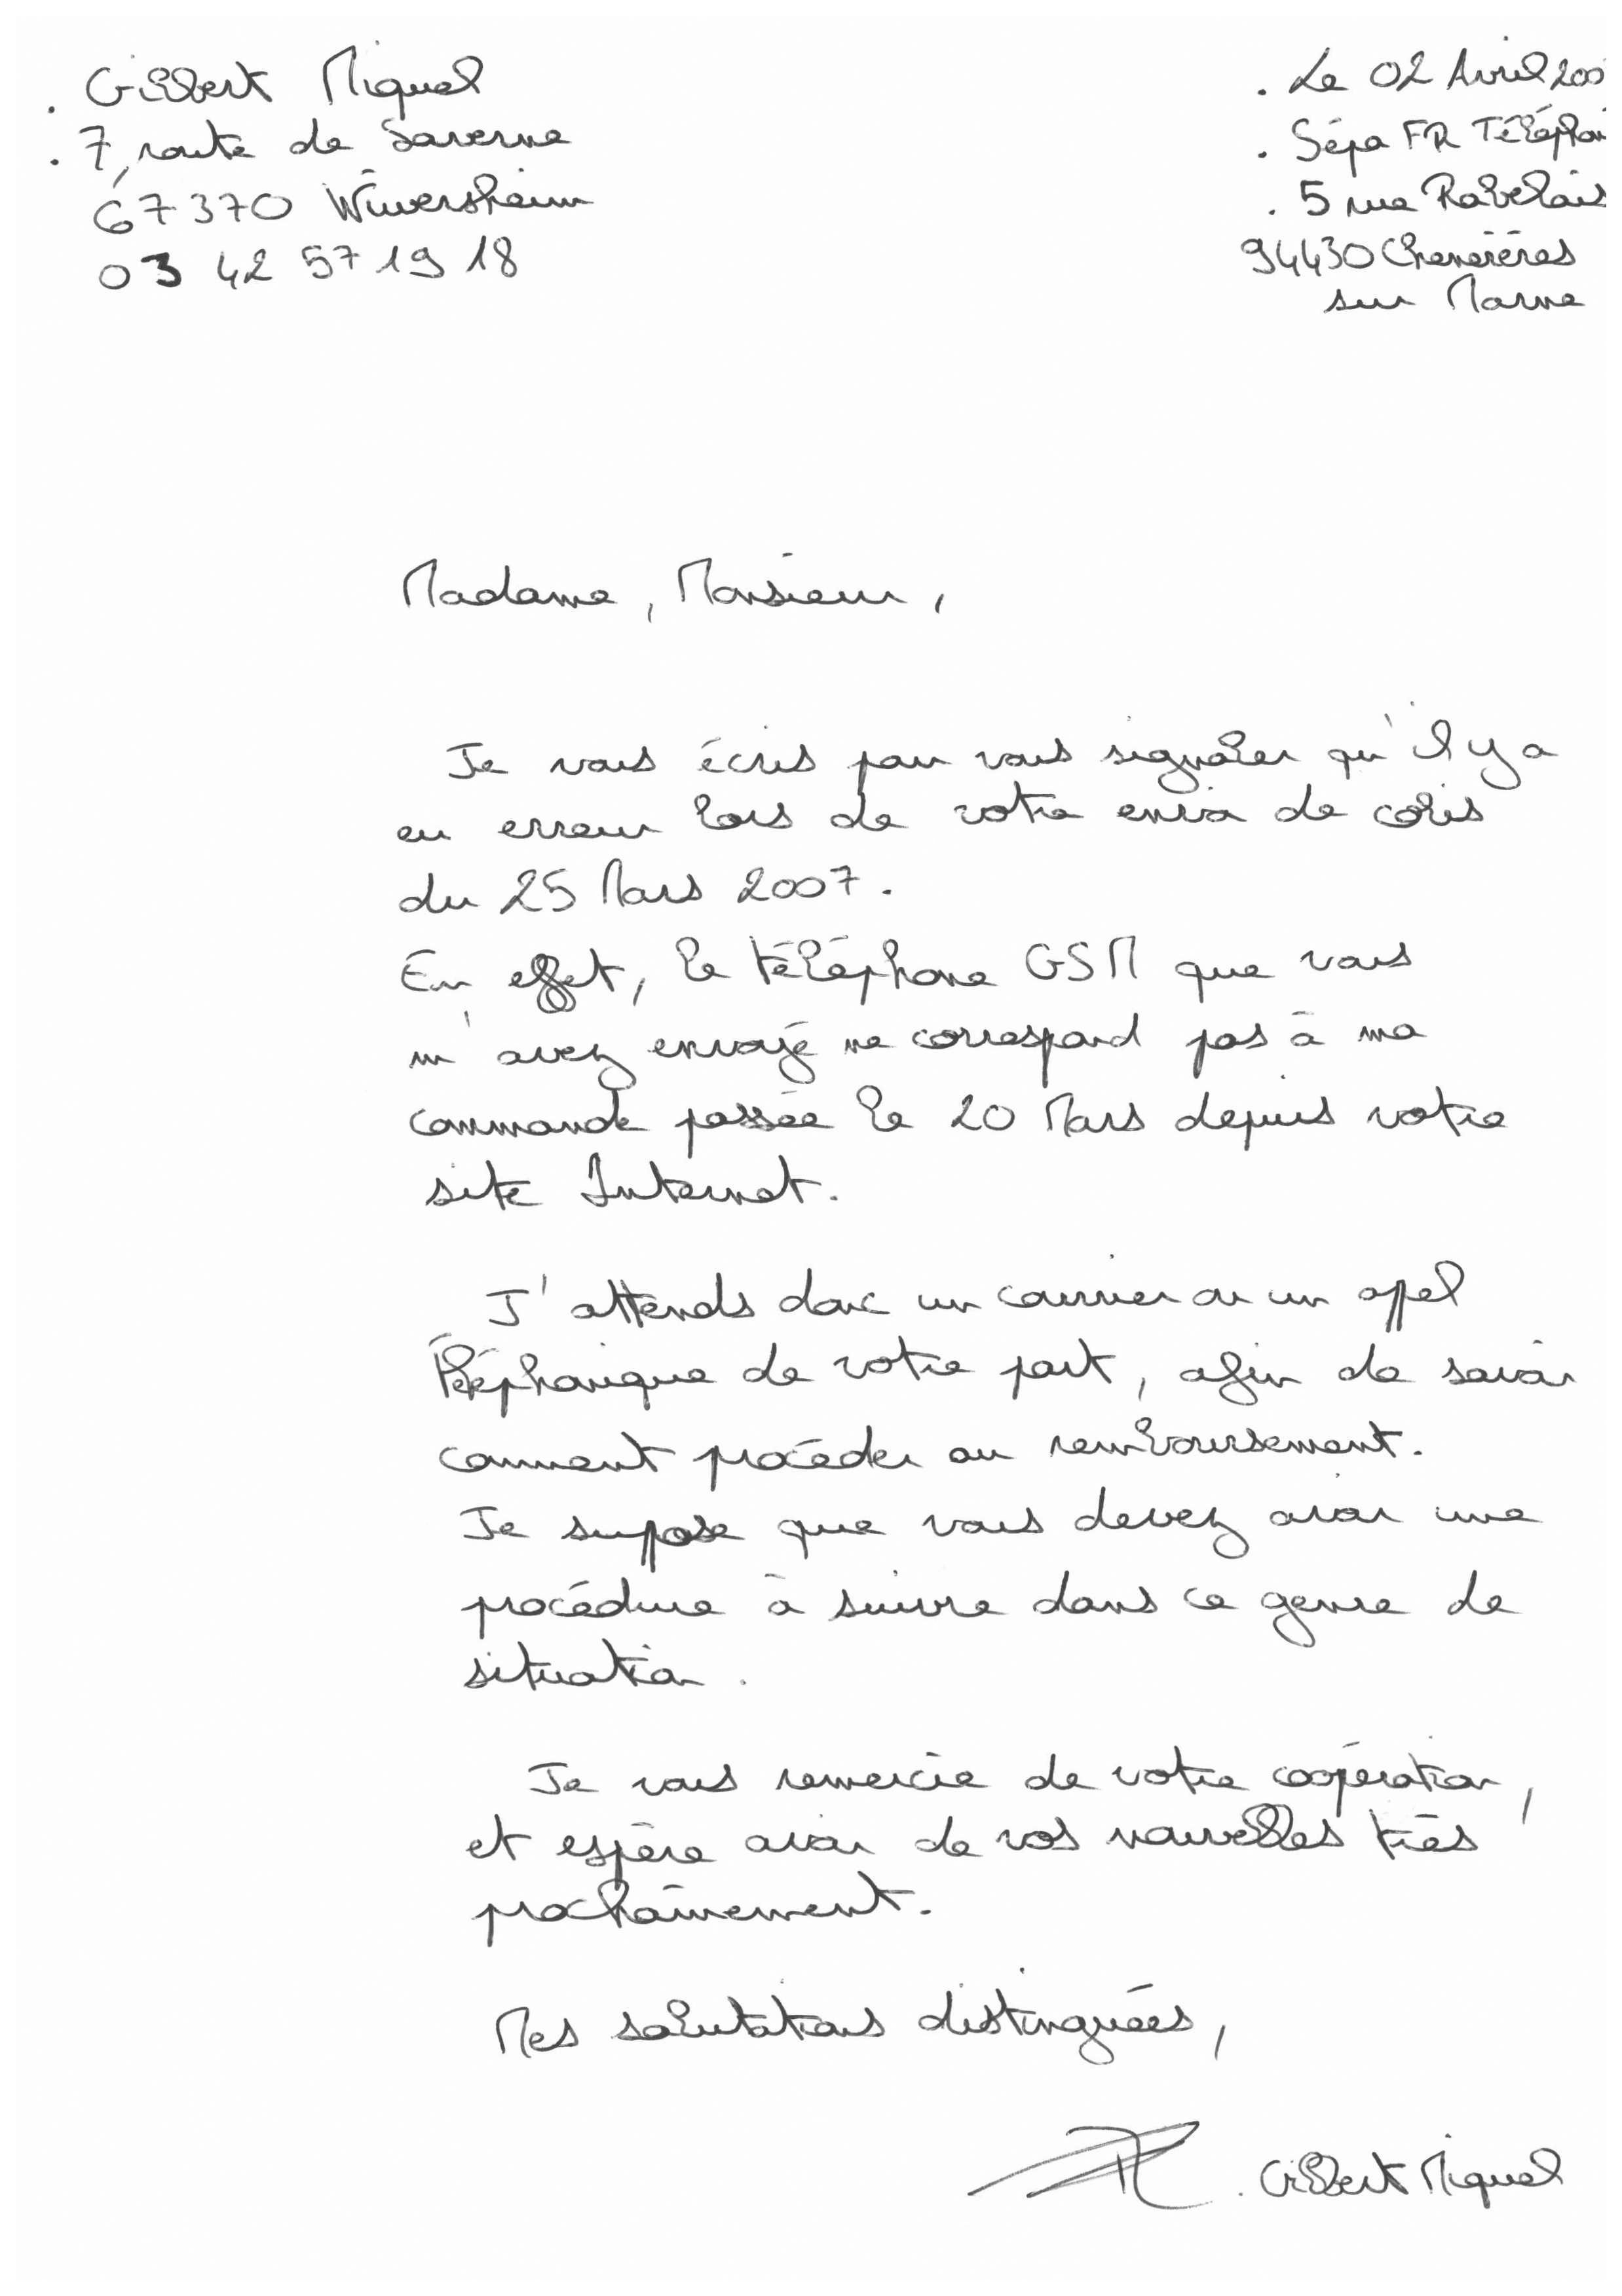 Gilbert Miquel
7, route de Saverne
67370 Wiwersheim
03 42 57 19 18
Le 02 Avril 200
Sépa FR Télépho
5 rue Rabelais
94430 Chenéières
sur Marne
Madame, Monsieur,
Je vous écris pour vous signaler qu'il y a
eu erreur lors de votre envoi de colis
du 25 Mars 2007.
En effet, le téléphone GSM que vous
m'avez envoyé ne correspond pas à ma
commande passée le 20 Mars depuis votre
site Internet.
J'attends donc un courrier ou un appel
téléphonique de votre part, afin de savoir
comment procéder au remboursement.
Je suppose que vous devez avoir une
procédure à suivre dans ce genre de
situation.
Je vous remercie de votre coopération,
et espère avoir de vos nouvelles très
prochainement.
Mes salutations distinguées,
Gilbert Miquel